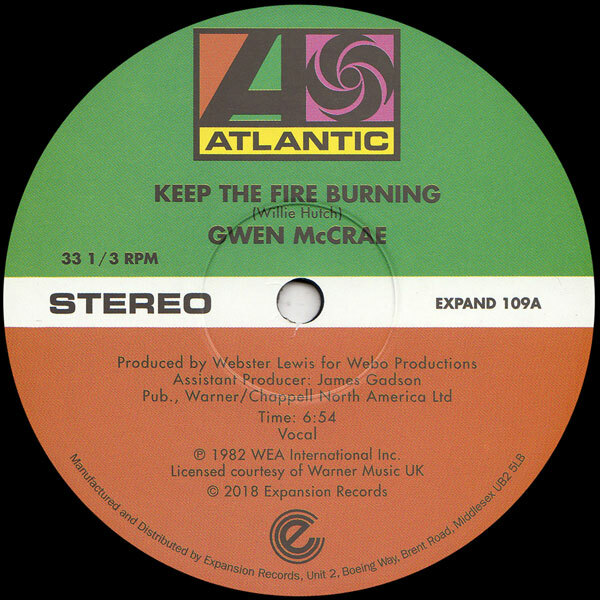 ATLANTIC
KEEP THE FIRE BURNING
(Willie Hutch)
GWEN McCRAE
33 1/3 RPM
STEREO
EXPAND 109A
Produced by Webster Lewis for Webo Productions
Assistant Producer: James Gadson
Pub., Warner/Chappell North America Ltd
Time: 6:54
Vocal
℗ 1982 WEA International Inc.
Licensed courtesy of Warner Music UK
© 2018 Expansion Records
Manufactured and Distributed by Expansion Records, Unit 2, Boeing Way, Brent Road, Middlesex UB2 5LB